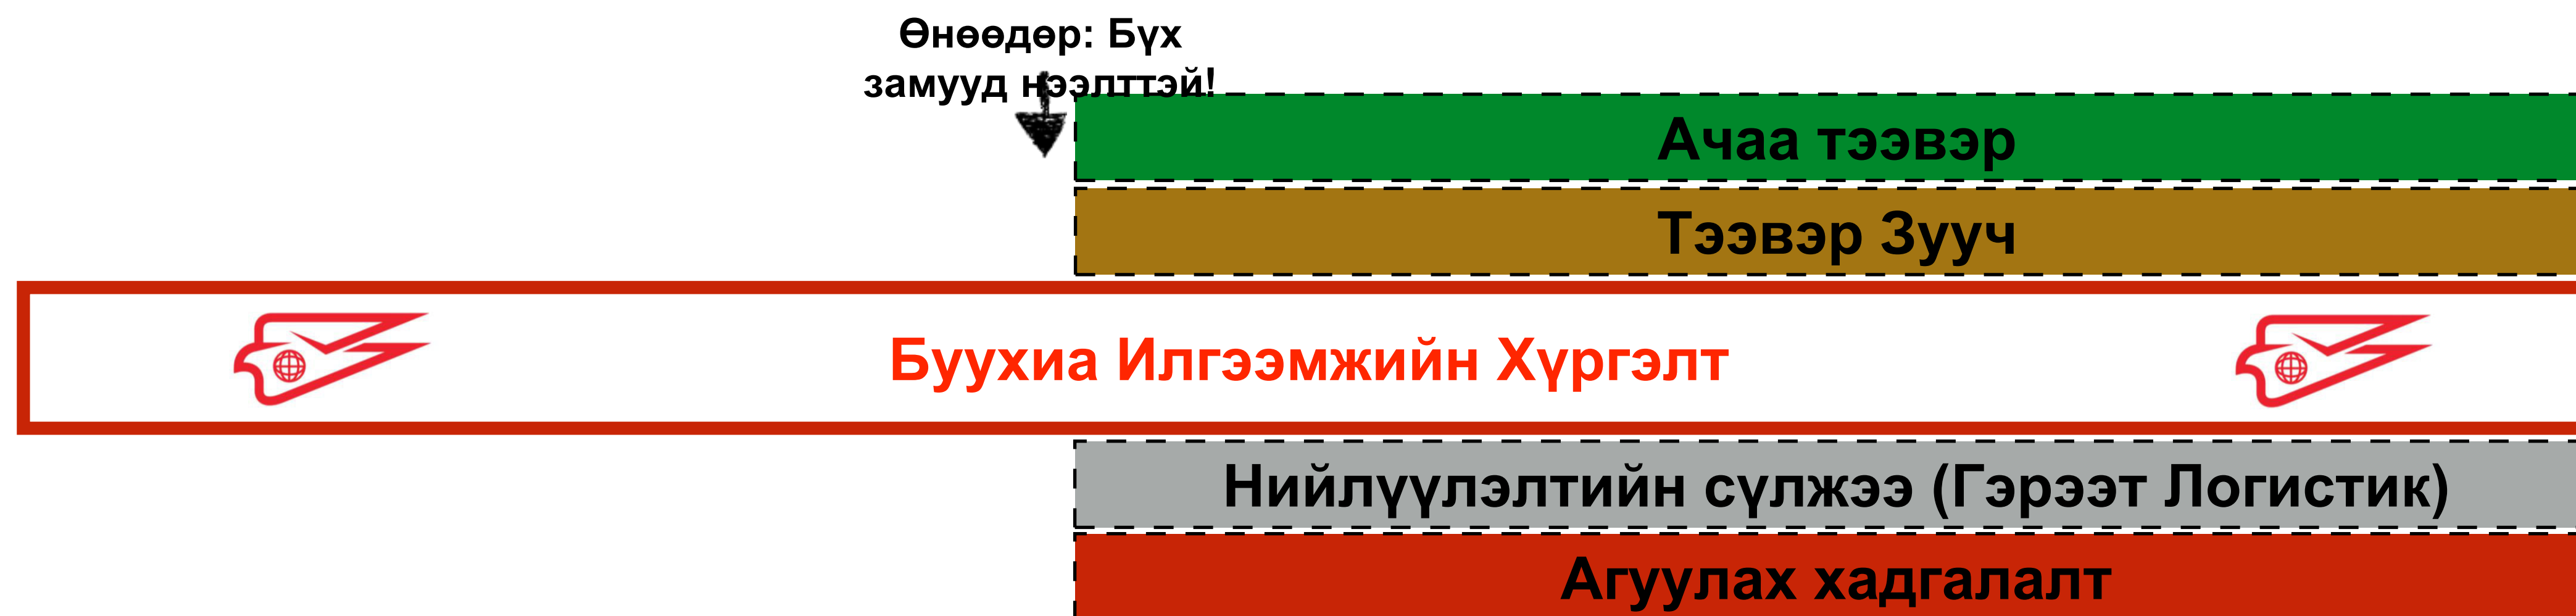 Өнөөдөр: Бүх
замууд нээлттэй!
Ачаа тээвэр
Тээвэр Зууч
Буухиа Илгээмжийн Хүргэлт
Нийлүүлэлтийн сүлжээ (Гэрээт Логистик)
Агуулах хадгалалт